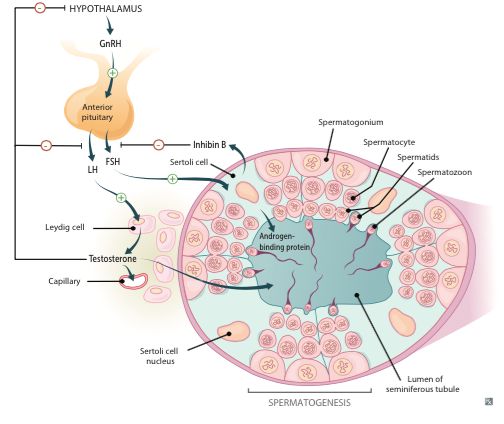 HYPOTHALAMUS
GnRH
Anterior
pituitary
LH
FSH
Inhibin B
Sertoli cell
Spermatogonium
Spermatocyte
Spermatids
Spermatozoon
Androgen-
binding protein
Leydig cell
Testosterone
Capillary
Sertoli cell
nucleus
Lumen of
seminiferous tubule
SPERMATOGENESIS